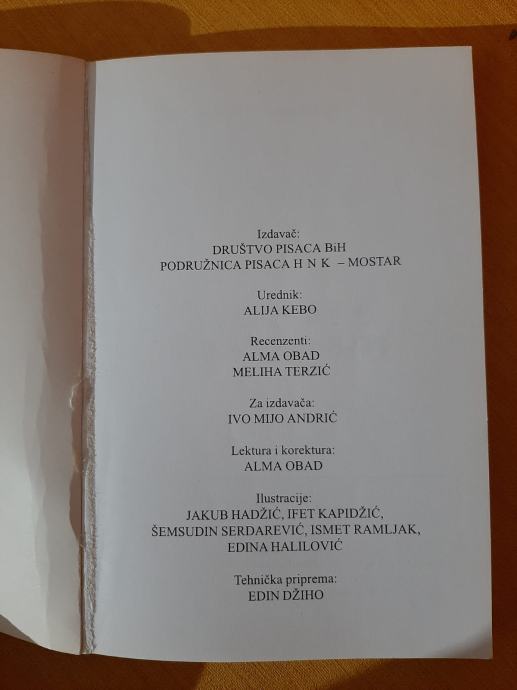 Izdavač:
DRUŠTVO PISACA BiH
PODRUŽNICA PISACA H N K – MOSTAR
Urednik:
ALIJA KEBO
Recenzenti:
ALMA OBAD
MELIHA TERZIĆ
Za izdavača:
IVO MIJO ANDRIĆ
Lektura i korektura:
ALMA OBAD
Ilustracije:
JAKUB HADŽIĆ, IFET KAPIDŽIĆ,
ŠEMSUDIN SERDAREVIĆ, ISMET RAMLJAK,
EDINA HALILOVIĆ
Tehnička priprema:
EDIN DŽIHO